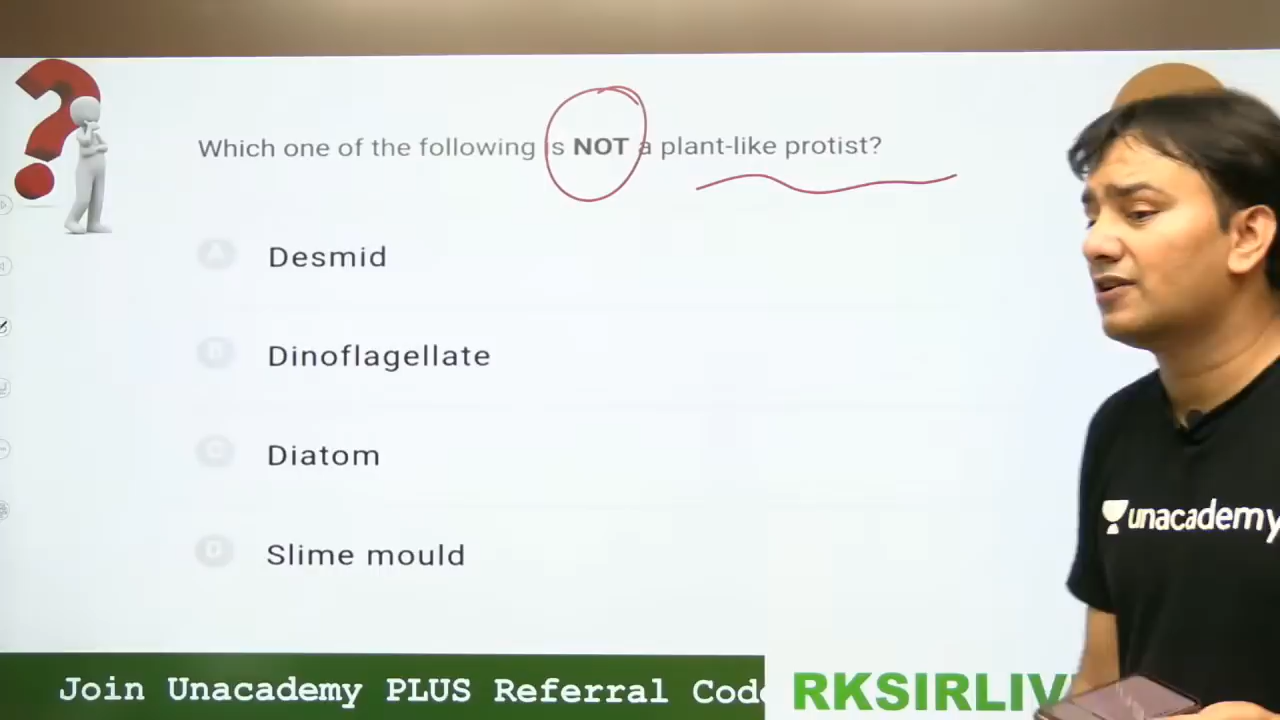 Which one of the following is NOT a plant-like protist?
A Desmid
B Dinoflagellate
C Diatom
D Slime mould
unacademy
Join Unacademy PLUS Referral Code
RKSIRLIV